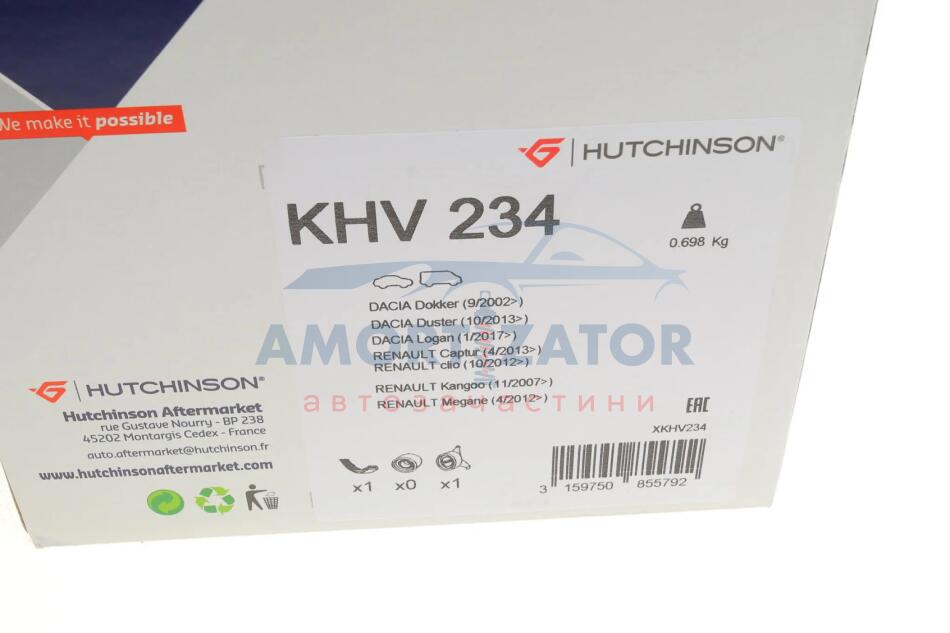 We make it possible
HUTCHINSON®
KHV 234
0.698 Kg
DACIA Dokker (9/2002>)
DACIA Duster (10/2013>)
DACIA Logan (1/2017>)
RENAULT Captur (4/2013>)
RENAULT clio (10/2012>)
RENAULT Kangoo (11/2007>)
RENAULT Megane (4/2012>)
AMORTIZATOR
автозапчастини
EAC
XKHV234
x1 x0 x1
3 159750 855792
HUTCHINSON®
Hutchinson Aftermarket
rue Gustave Nourry - BP 238
45202 Montargis Cedex - France
auto.aftermarket@hutchinson.fr
www.hutchinsonaftermarket.com